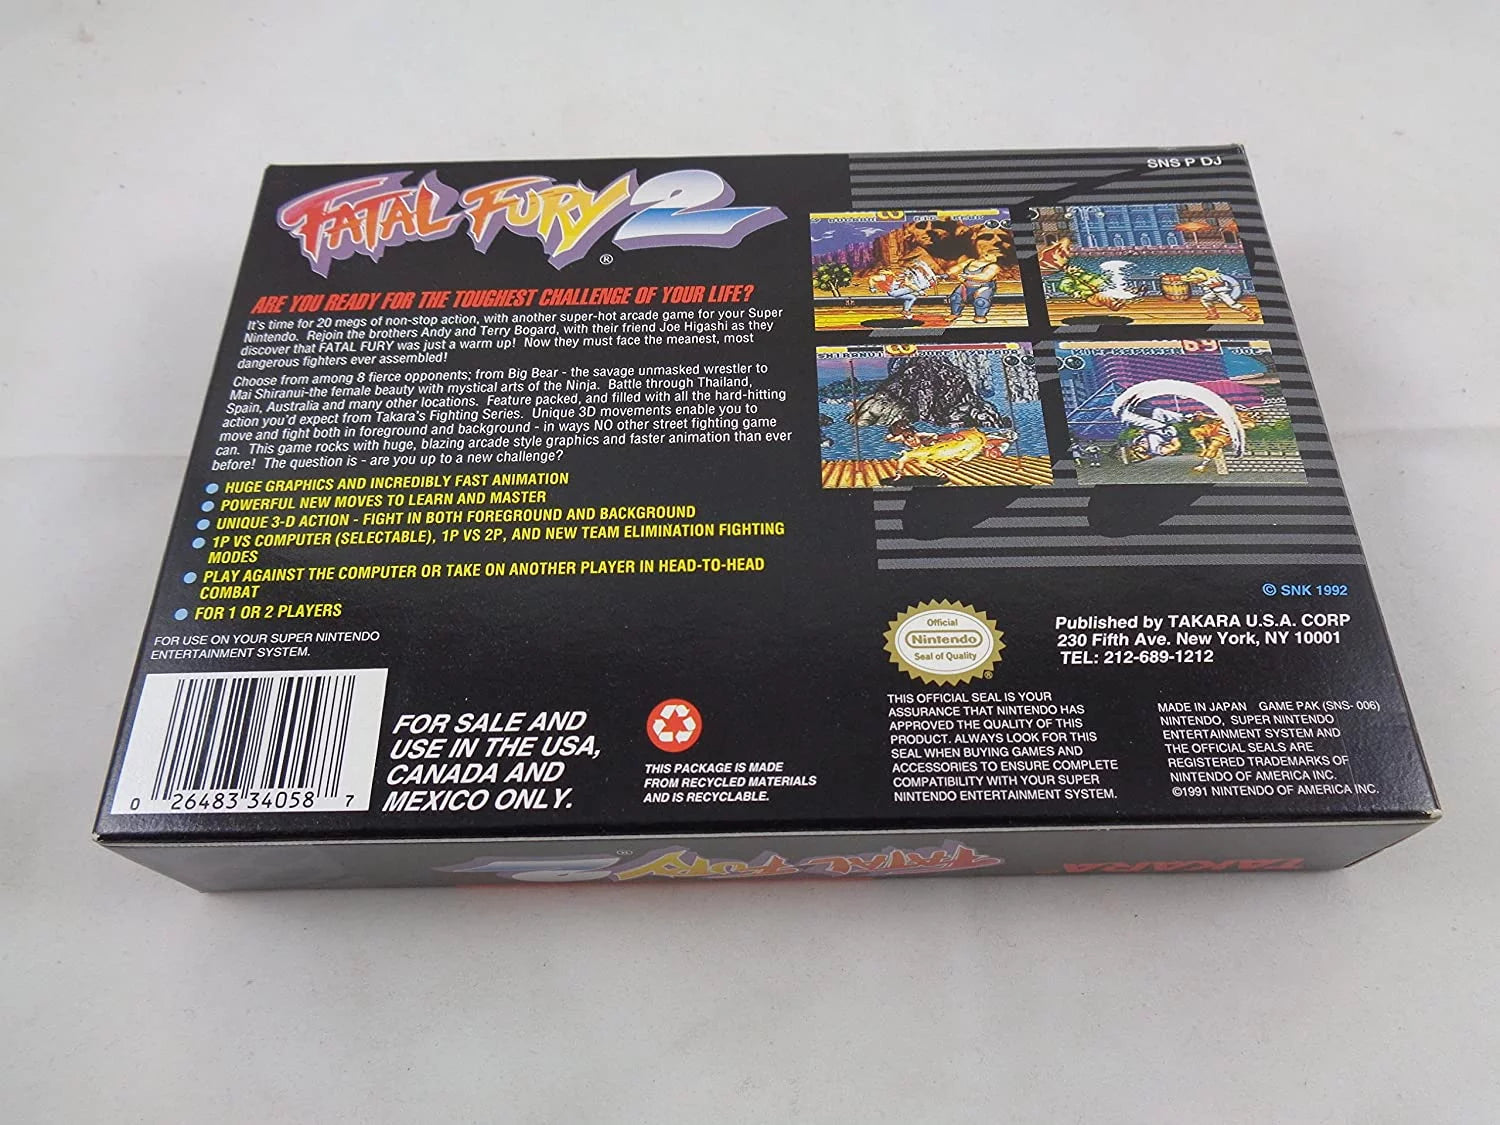 SNS P DJ
FATAL FURY 2
®
ARE YOU READY FOR THE TOUGHEST CHALLENGE OF YOUR LIFE?
It's time for 20 megs of non-stop action, with another super-hot arcade game for your Super
Nintendo. Rejoin the brothers Andy and Terry Bogard, with their friend Joe Higashi as they
discover that FATAL FURY was just a warm up! Now they must face the meanest, most
dangerous fighters ever assembled!
Choose from among 8 fierce opponents; from Big Bear - the savage unmasked wrestler to
Mai Shiranui-the female beauty with mystical arts of the Ninja. Battle through Thailand,
Spain, Australia and many other locations. Feature packed, and filled with all the hard-hitting
action you'd expect from Takara's Fighting Series. Unique 3D movements enable you to
move and fight both in foreground and background - in ways NO other street fighting game
can. This game rocks with huge, blazing arcade style graphics and faster animation than ever
before! The question is - are you up to a new challenge?
HUGE GRAPHICS AND INCREDIBLY FAST ANIMATION
POWERFUL NEW MOVES TO LEARN AND MASTER
UNIQUE 3-D ACTION - FIGHT IN BOTH FOREGROUND AND BACKGROUND
1P VS COMPUTER (SELECTABLE), 1P VS 2P, AND NEW TEAM ELIMINATION FIGHTING
MODES
PLAY AGAINST THE COMPUTER OR TAKE ON ANOTHER PLAYER IN HEAD-TO-HEAD
COMBAT
FOR 1 OR 2 PLAYERS
FOR USE ON YOUR SUPER NINTENDO
ENTERTAINMENT SYSTEM.
0 26483 34058 7
FOR SALE AND
USE IN THE USA,
CANADA AND
MEXICO ONLY.
THIS PACKAGE IS MADE
FROM RECYCLED MATERIALS
AND IS RECYCLABLE.
© SNK 1992
Official
Nintendo
Seal of Quality
®
Published by TAKARA U.S.A. CORP
230 Fifth Ave. New York, NY 10001
TEL: 212-689-1212
THIS OFFICIAL SEAL IS YOUR
ASSURANCE THAT NINTENDO HAS
APPROVED THE QUALITY OF THIS
PRODUCT. ALWAYS LOOK FOR THIS
SEAL WHEN BUYING GAMES AND
ACCESSORIES TO ENSURE COMPLETE
COMPATIBILITY WITH YOUR SUPER
NINTENDO ENTERTAINMENT SYSTEM.
MADE IN JAPAN GAME PAK (SNS- 006)
NINTENDO, SUPER NINTENDO
ENTERTAINMENT SYSTEM AND
THE OFFICIAL SEALS ARE
REGISTERED TRADEMARKS OF
NINTENDO OF AMERICA INC.
©1991 NINTENDO OF AMERICA INC.
FATAL FURY 2
®
TAKARA